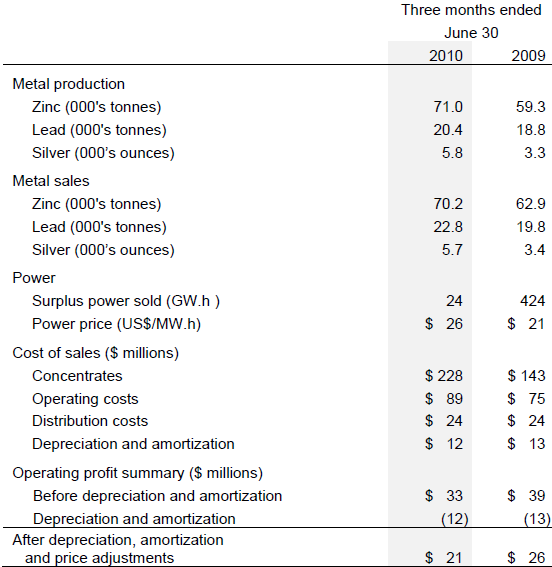 Three months ended
June 30
2010 2009
Metal production
Zinc (000's tonnes) 71.0 59.3
Lead (000's tonnes) 20.4 18.8
Silver (000’s ounces) 5.8 3.3
Metal sales
Zinc (000's tonnes) 70.2 62.9
Lead (000's tonnes) 22.8 19.8
Silver (000’s ounces) 5.7 3.4
Power
Surplus power sold (GW.h ) 24 424
Power price (US$/MW.h) $ 26 $ 21
Cost of sales ($ millions)
Concentrates $ 228 $ 143
Operating costs $ 89 $ 75
Distribution costs $ 24 $ 24
Depreciation and amortization $ 12 $ 13
Operating profit summary ($ millions)
Before depreciation and amortization $ 33 $ 39
Depreciation and amortization (12) (13)
After depreciation, amortization
and price adjustments $ 21 $ 26